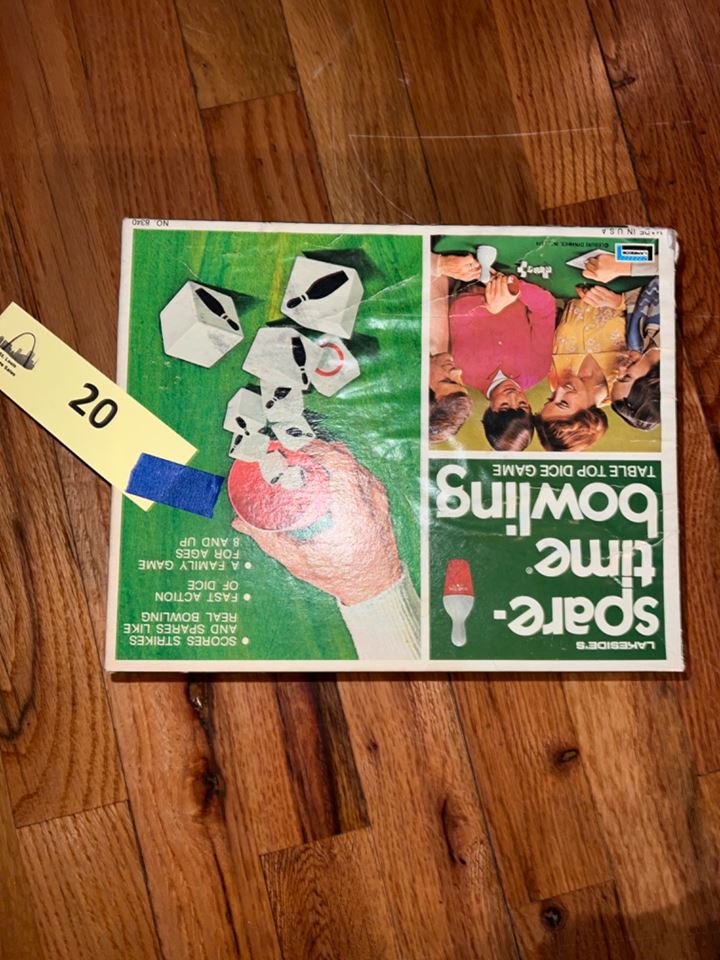 LAKESIDE'S
spare-
time®
bowling
TABLE TOP DICE GAME
• SCORES STRIKES
AND SPARES LIKE
REAL BOWLING
• FAST ACTION
OF DICE
• A FAMILY GAME
FOR AGES
8 AND UP
LAKESIDE
MADE IN U.S.A.
NO. 8340
20